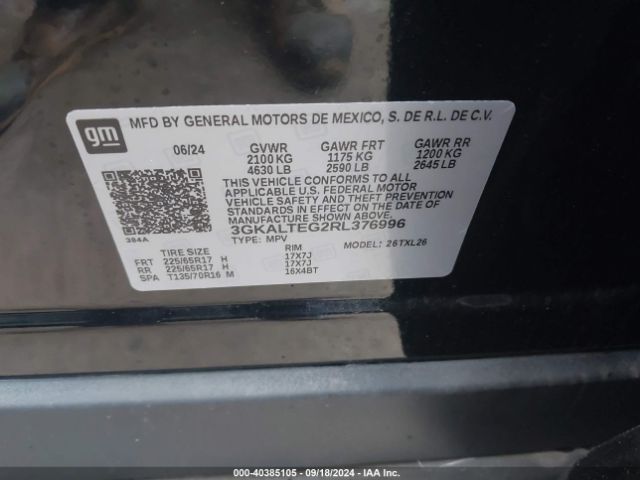 gm
MFD BY GENERAL MOTORS DE MEXICO, S. DE R.L. DE C.V.
06/24 GVWR GAWR FRT GAWR RR
2100 KG 1175 KG 1200 KG
4630 LB 2590 LB 2645 LB
THIS VEHICLE CONFORMS TO ALL
APPLICABLE U.S. FEDERAL MOTOR
VEHICLE SAFETY AND BUMPER AND
THEFT PREVENTION STANDARDS
IN EFFECT ON THE DATE OF
MANUFACTURE SHOWN ABOVE.
3GKALTEG2RL376996
384A TYPE: MPV MODEL: 26TXL26
TIRE SIZE RIM
FRT 225/65R17 H 17X7J
RR 225/65R17 H 17X7J
SPA T135/70R16 M 16X4BT
000-40385105 - 09/18/2024 - IAAI.COM